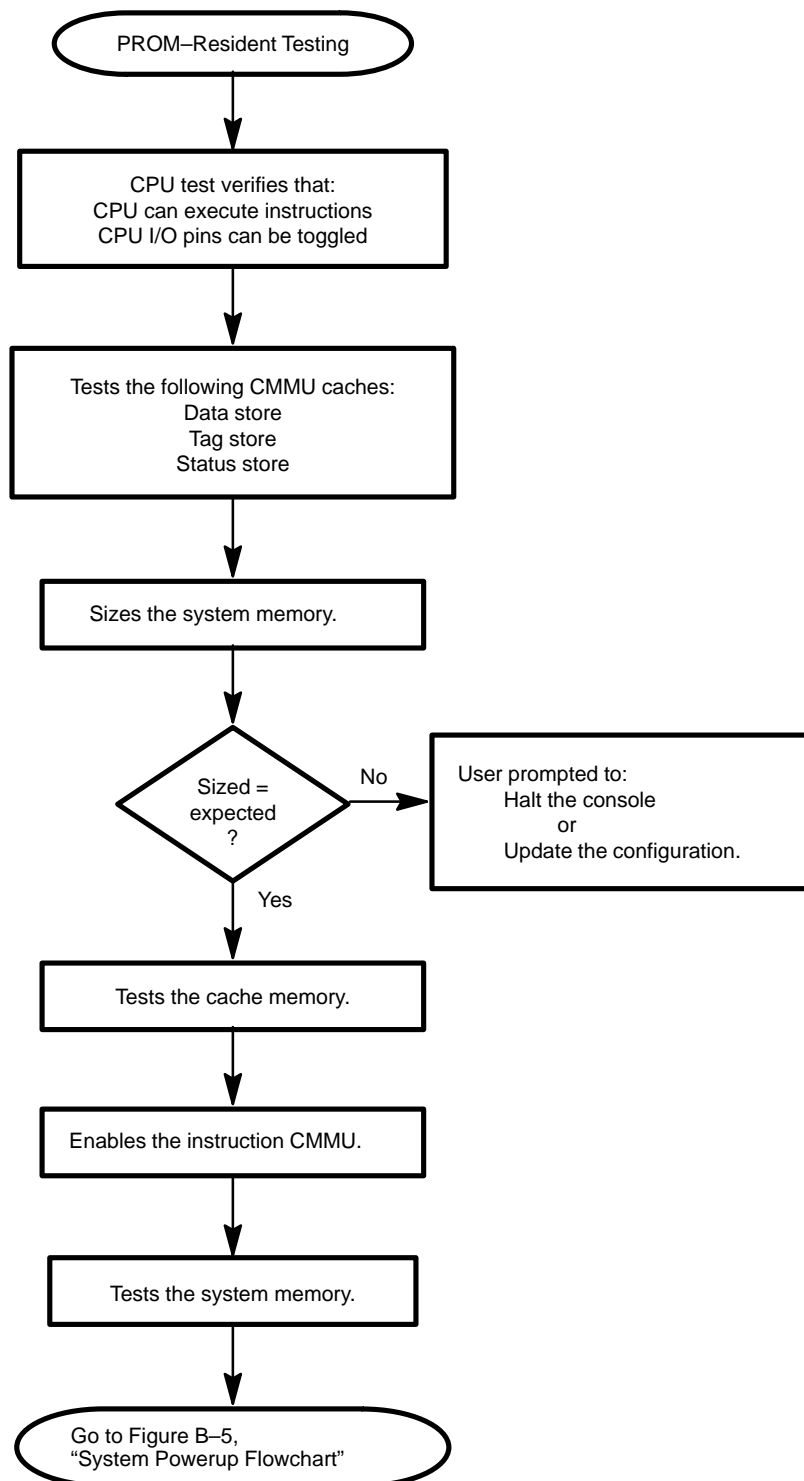 PROM–Resident Testing
CPU test verifies that:
CPU can execute instructions
CPU I/O pins can be toggled
Tests the following CMMU caches:
Data store
Tag store
Status store
Sizes the system memory.
Sized =
expected
?
No
User prompted to:
Halt the console
or
Update the configuration.
Yes
Tests the cache memory.
Enables the instruction CMMU.
Tests the system memory.
Go to Figure B–5,
“System Powerup Flowchart”